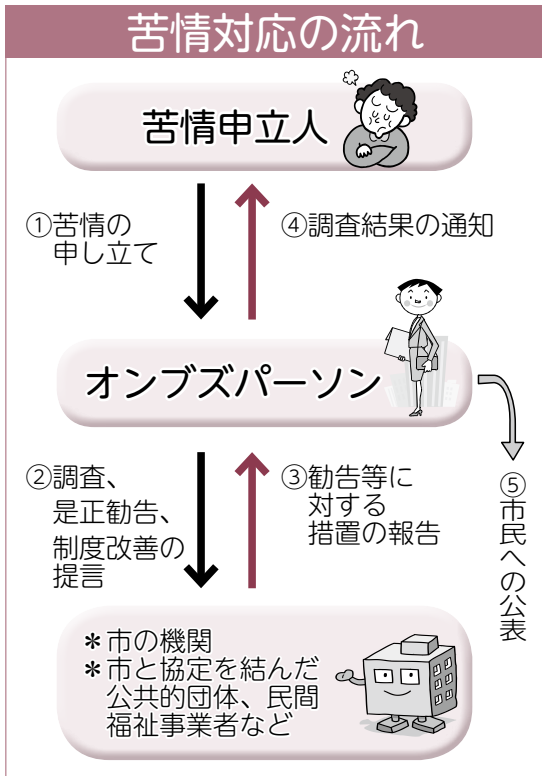 苦情対応の流れ
苦情申立人
①苦情の
申し立て
④調査結果の通知
オンブズパーソン
②調査、
是正勧告、
制度改善の
提言
③勧告等に
対する
措置の報告
⑤市民への公表
＊市の機関
＊市と協定を結んだ
公共的団体、民間
福祉事業者など